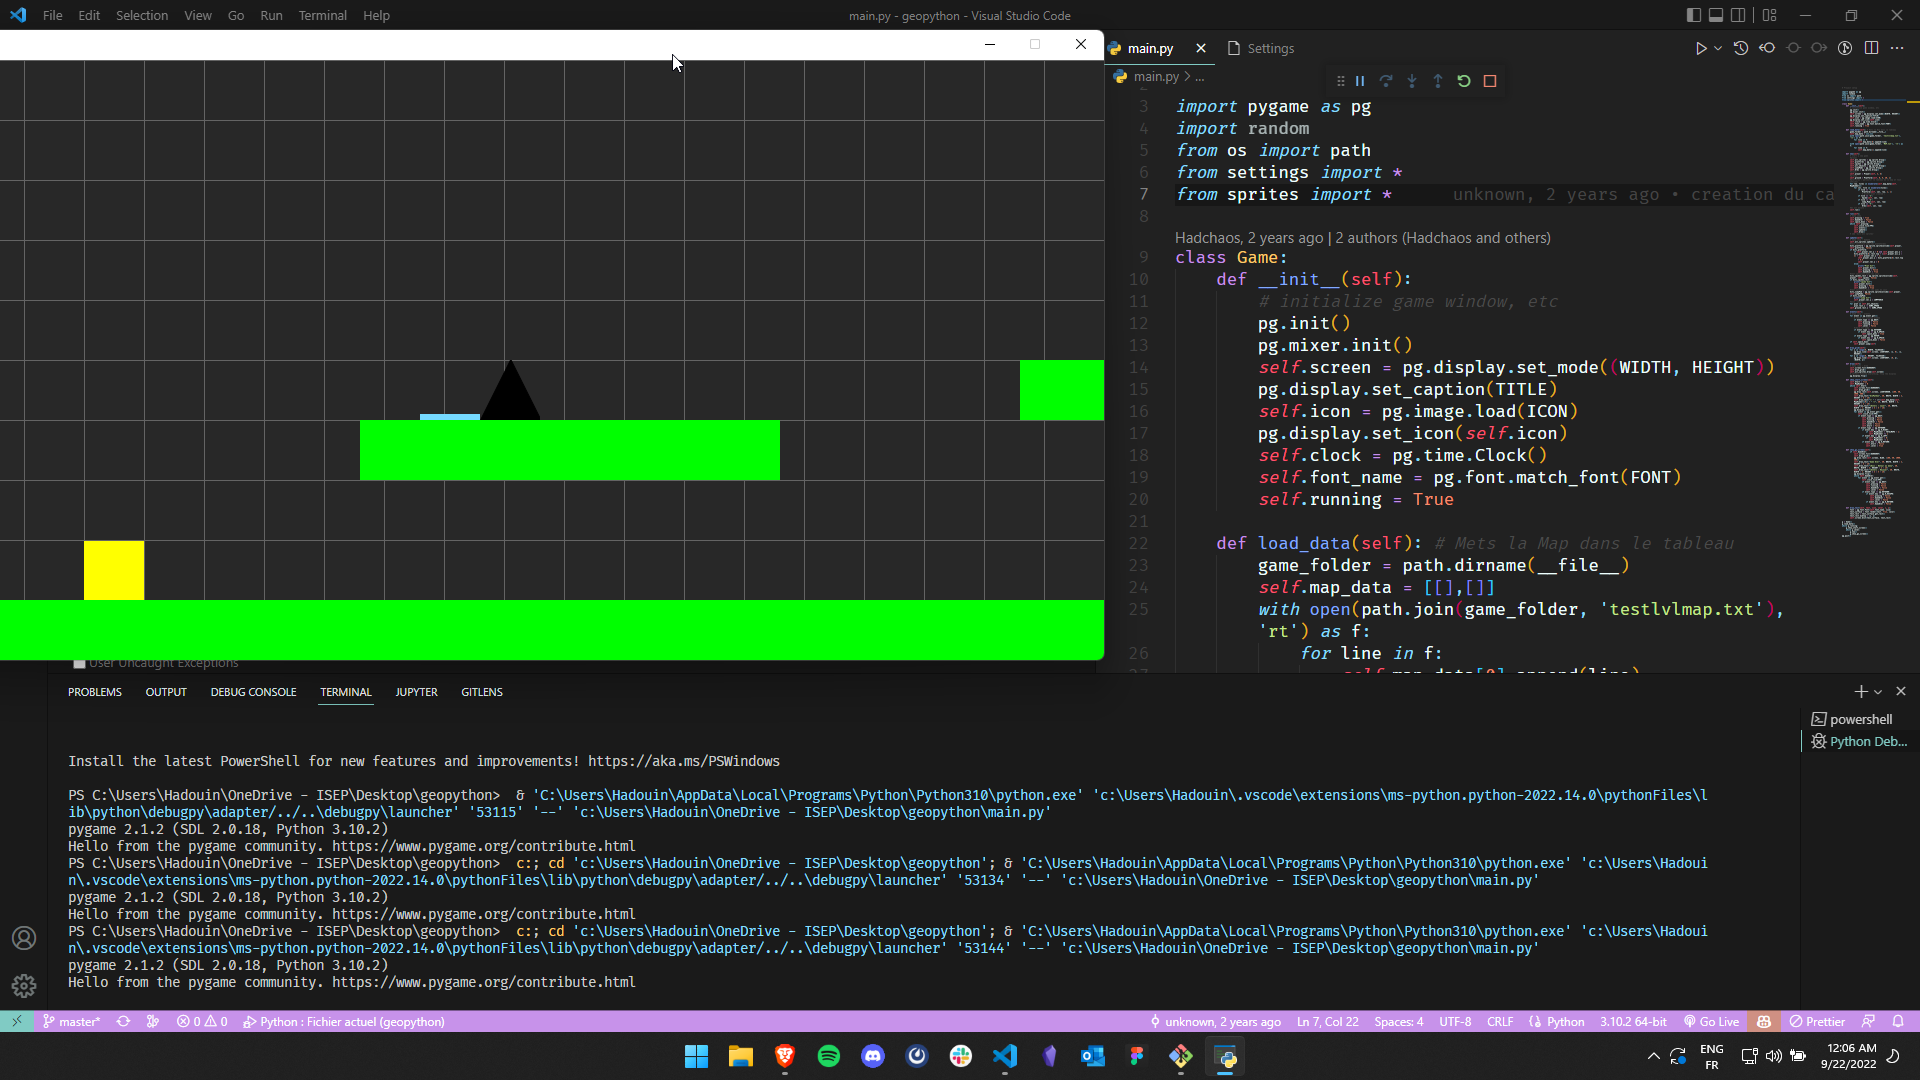 File Edit Selection View Go Run Terminal Help
main.py - geopython - Visual Studio Code
main.py
Settings
main.py > ...
3 import pygame as pg
4 import random
5 from os import path
6 from settings import *
7 from sprites import * unknown, 2 years ago • creation du ca
8
Hadchaos, 2 years ago | 2 authors (Hadchaos and others)
9 class Game:
10 def __init__(self):
11 # initialize game window, etc
12 pg.init()
13 pg.mixer.init()
14 self.screen = pg.display.set_mode((WIDTH, HEIGHT))
15 pg.display.set_caption(TITLE)
16 self.icon = pg.image.load(ICON)
17 pg.display.set_icon(self.icon)
18 self.clock = pg.time.Clock()
19 self.font_name = pg.font.match_font(FONT)
20 self.running = True
21
22 def load_data(self): # Mets la Map dans le tableau
23 game_folder = path.dirname(__file__)
24 self.map_data = [[],[]]
25 with open(path.join(game_folder, 'testlvlmap.txt'),
'rt') as f:
26 for line in f:
27 self.map_data[0].append(line)
User Uncaught Exceptions
PROBLEMS OUTPUT DEBUG CONSOLE TERMINAL JUPYTER GITLENS
powershell
Python Deb...
Install the latest PowerShell for new features and improvements! https://aka.ms/PSWindows
PS C:\Users\Hadouin\OneDrive - ISEP\Desktop\geopython> & 'C:\Users\Hadouin\AppData\Local\Programs\Python\Python310\python.exe' 'c:\Users\Hadouin\.vscode\extensions\ms-python.python-2022.14.0\pythonFiles\l
ib\python\debugpy\adapter/../..\debugpy\launcher' '53115' '--' 'c:\Users\Hadouin\OneDrive - ISEP\Desktop\geopython\main.py'
pygame 2.1.2 (SDL 2.0.18, Python 3.10.2)
Hello from the pygame community. https://www.pygame.org/contribute.html
PS C:\Users\Hadouin\OneDrive - ISEP\Desktop\geopython> c:; cd 'c:\Users\Hadouin\OneDrive - ISEP\Desktop\geopython'; & 'C:\Users\Hadouin\AppData\Local\Programs\Python\Python310\python.exe' 'c:\Users\Hadoui
n\.vscode\extensions\ms-python.python-2022.14.0\pythonFiles\lib\python\debugpy\adapter/../..\debugpy\launcher' '53134' '--' 'c:\Users\Hadouin\OneDrive - ISEP\Desktop\geopython\main.py'
pygame 2.1.2 (SDL 2.0.18, Python 3.10.2)
Hello from the pygame community. https://www.pygame.org/contribute.html
PS C:\Users\Hadouin\OneDrive - ISEP\Desktop\geopython> c:; cd 'c:\Users\Hadouin\OneDrive - ISEP\Desktop\geopython'; & 'C:\Users\Hadouin\AppData\Local\Programs\Python\Python310\python.exe' 'c:\Users\Hadoui
n\.vscode\extensions\ms-python.python-2022.14.0\pythonFiles\lib\python\debugpy\adapter/../..\debugpy\launcher' '53144' '--' 'c:\Users\Hadouin\OneDrive - ISEP\Desktop\geopython\main.py'
pygame 2.1.2 (SDL 2.0.18, Python 3.10.2)
Hello from the pygame community. https://www.pygame.org/contribute.html
master* 0 0 Python : Fichier actuel (geopython) unknown, 2 years ago Ln 7, Col 22 Spaces: 4 UTF-8 CRLF Python 3.10.2 64-bit Go Live Prettier
ENG
FR
12:06 AM
9/22/2022